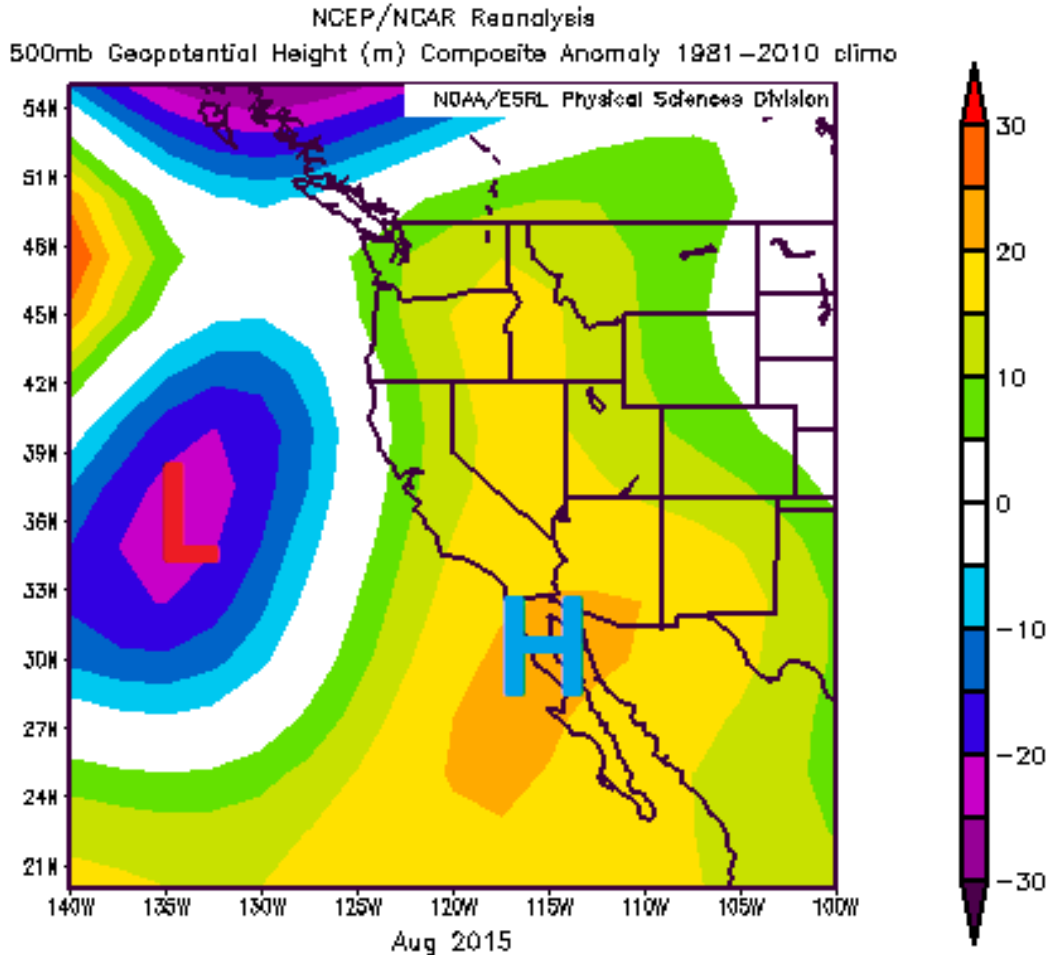 NCEP/NCAR Reanalysis
500mb Geopotential Height (m) Composite Anomaly 1981-2010 climo
NOAA/ESRL Physical Sciences Division
54N
51N
48N
45N
42N
39N
36N
33N
30N
27N
24N
21N
L
H
30
20
10
0
-10
-20
-30
140W 135W 130W 125W 120W 115W 110W 105W 100W
Aug 2015